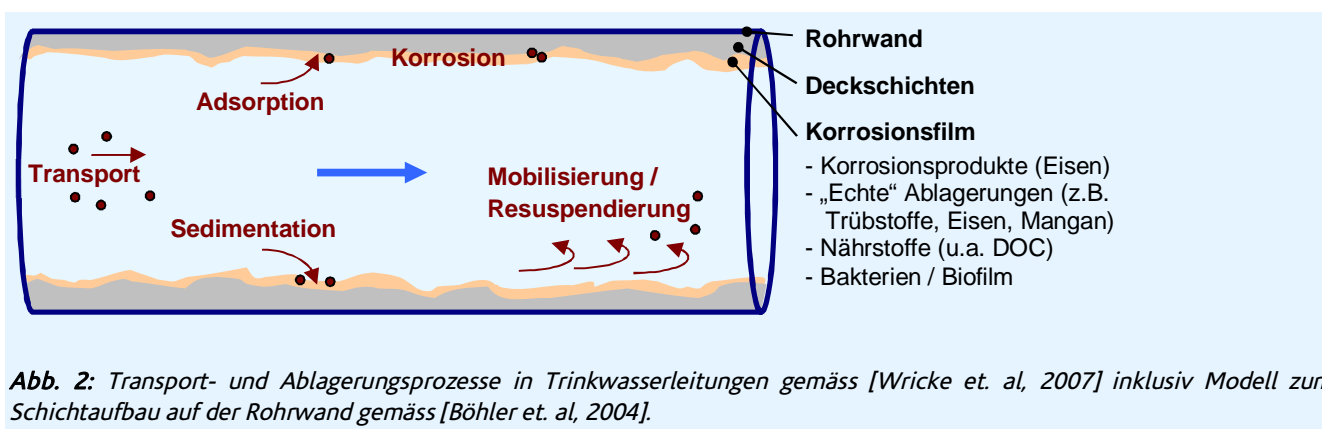 Rohrwand
Korrosion
Deckschichten
Adsorption
Korrosionsfilm
- Korrosionsprodukte (Eisen)
- „Echte“ Ablagerungen (z.B.
Trübstoffe, Eisen, Mangan)
- Nährstoffe (u.a. DOC)
- Bakterien / Biofilm
Transport
Mobilisierung /
Resuspendierung
Sedimentation
Abb. 2: Transport- und Ablagerungsprozesse in Trinkwasserleitungen gemäss [Wricke et. al, 2007] inklusiv Modell zum
Schichtaufbau auf der Rohrwand gemäss [Böhler et. al, 2004].